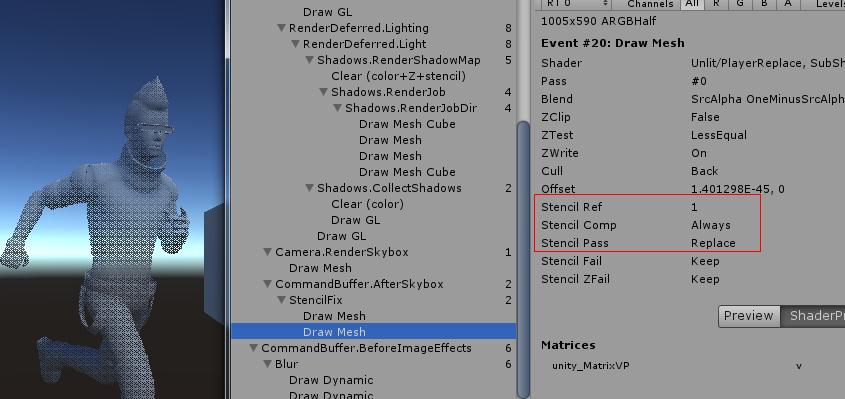 Draw GL
RenderDeferred.Lighting 8
RenderDeferred.Light 8
Shadows.RenderShadowMap 5
Clear (color+Z+stencil)
Shadows.RenderJob 4
Shadows.RenderJobDir 4
Draw Mesh Cube
Draw Mesh
Draw Mesh
Draw Mesh Cube
Shadows.CollectShadows 2
Clear (color)
Draw GL
Draw GL
Camera.RenderSkybox 1
Draw Mesh
CommandBuffer.AfterSkybox 2
StencilFix 2
Draw Mesh
Draw Mesh
CommandBuffer.BeforeImageEffects 6
Blur 6
Draw Dynamic
Draw Dynamic
RT 0 Channels All R G B A Levels
1005x590 ARGBHalf
Event #20: Draw Mesh
Shader Unlit/PlayerReplace, SubSh
Pass #0
Blend SrcAlpha OneMinusSrcAlph
ZClip False
ZTest LessEqual
ZWrite On
Cull Back
Offset 1.401298E-45, 0
Stencil Ref 1
Stencil Comp Always
Stencil Pass Replace
Stencil Fail Keep
Stencil ZFail Keep
Preview ShaderPr
Matrices
unity_MatrixVP v